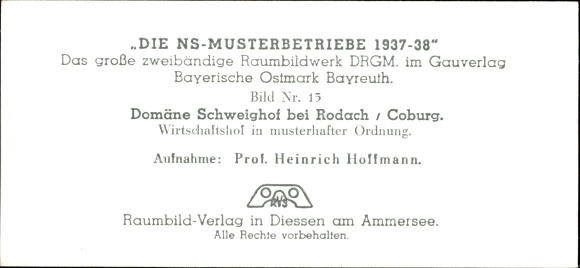 „DIE NS-MUSTERBETRIEBE 1937-38“
Das große zweibändige Raumbildwerk DRGM. im Gauverlag
Bayerische Ostmark Bayreuth.
Bild Nr. 15
Domäne Schweighof bei Rodach / Coburg.
Wirtschaftshof in musterhafter Ordnung.
Aufnahme: Prof. Heinrich Hoffmann.
RVS
Raumbild-Verlag in Diessen am Ammersee.
Alle Rechte vorbehalten.